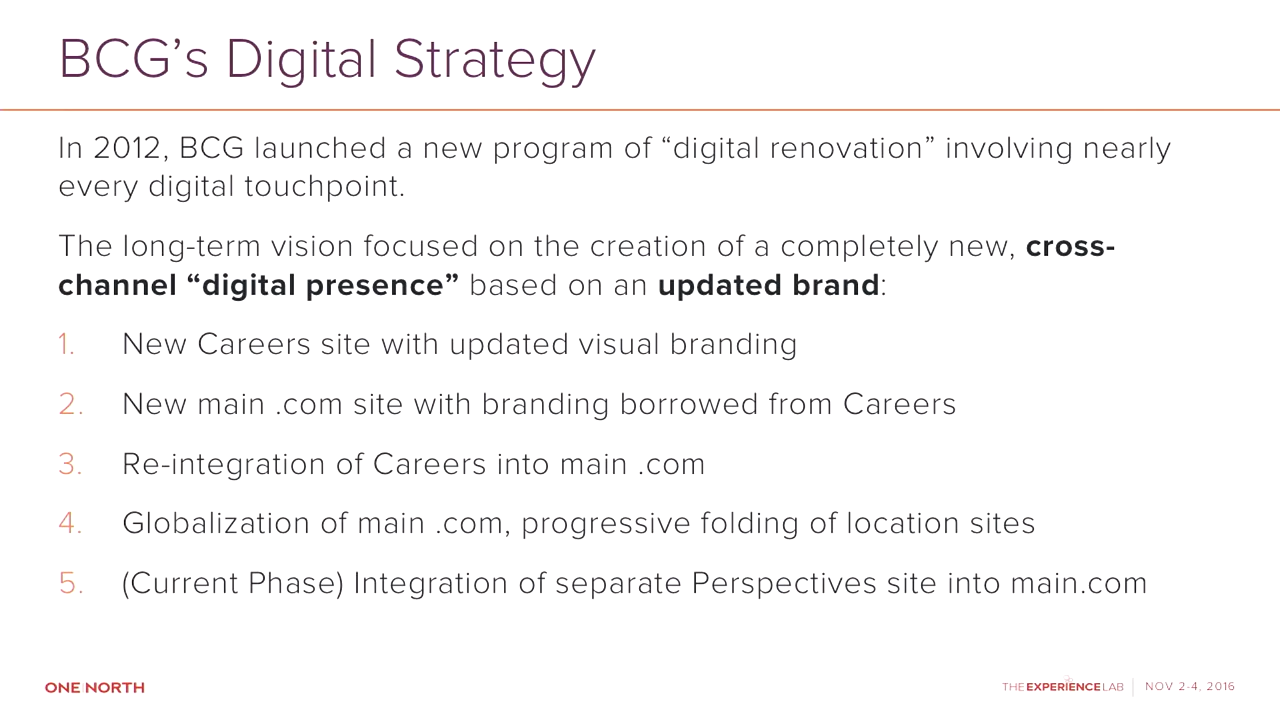 BCG’s Digital Strategy
In 2012, BCG launched a new program of “digital renovation” involving nearly
every digital touchpoint.
The long-term vision focused on the creation of a completely new, cross-
channel “digital presence” based on an updated brand:
1. New Careers site with updated visual branding
2. New main .com site with branding borrowed from Careers
3. Re-integration of Careers into main .com
4. Globalization of main .com, progressive folding of location sites
5. (Current Phase) Integration of separate Perspectives site into main.com
ONE NORTH
THE EXPERIENCE LAB | NOV 2-4, 2016